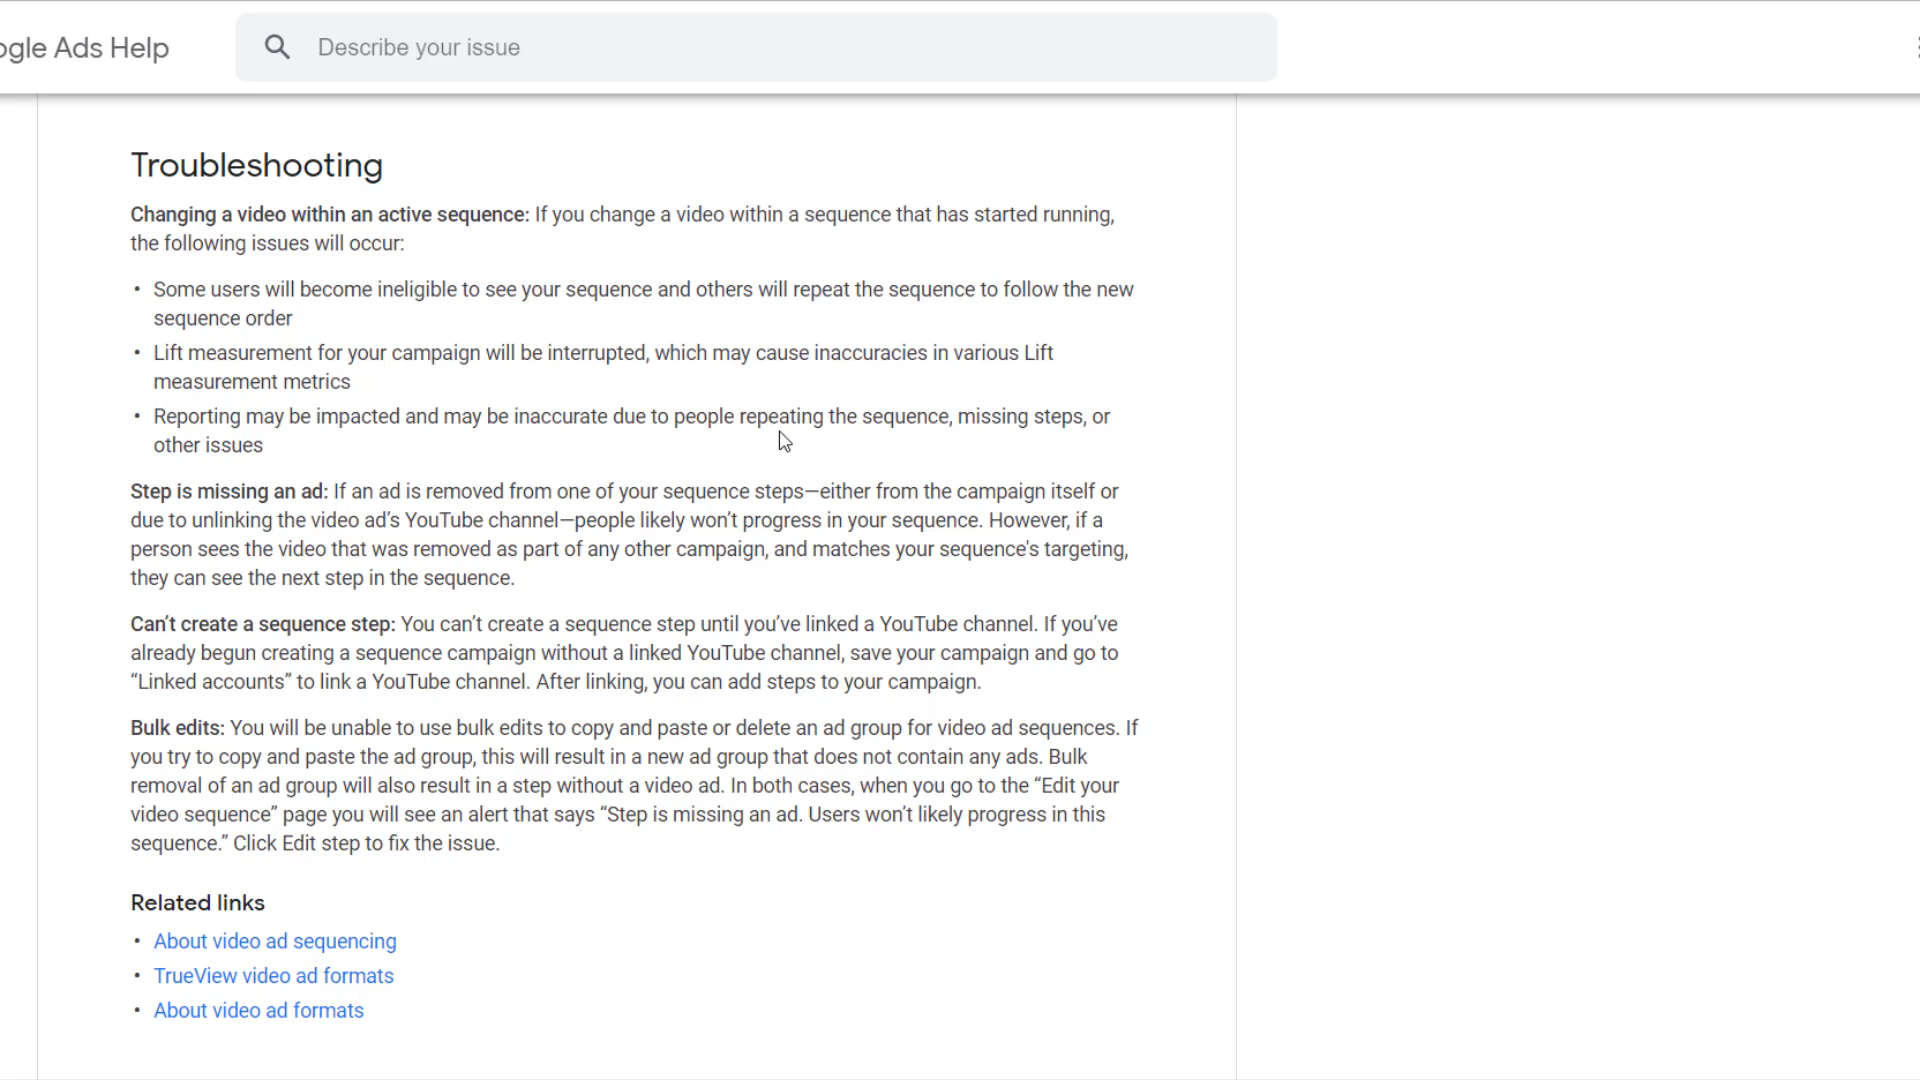 ogle Ads Help
Describe your issue
Troubleshooting
Changing a video within an active sequence: If you change a video within a sequence that has started running,
the following issues will occur:
• Some users will become ineligible to see your sequence and others will repeat the sequence to follow the new
sequence order
• Lift measurement for your campaign will be interrupted, which may cause inaccuracies in various Lift
measurement metrics
• Reporting may be impacted and may be inaccurate due to people repeating the sequence, missing steps, or
other issues
Step is missing an ad: If an ad is removed from one of your sequence steps—either from the campaign itself or
due to unlinking the video ad’s YouTube channel—people likely won’t progress in your sequence. However, if a
person sees the video that was removed as part of any other campaign, and matches your sequence's targeting,
they can see the next step in the sequence.
Can’t create a sequence step: You can’t create a sequence step until you’ve linked a YouTube channel. If you’ve
already begun creating a sequence campaign without a linked YouTube channel, save your campaign and go to
“Linked accounts” to link a YouTube channel. After linking, you can add steps to your campaign.
Bulk edits: You will be unable to use bulk edits to copy and paste or delete an ad group for video ad sequences. If
you try to copy and paste the ad group, this will result in a new ad group that does not contain any ads. Bulk
removal of an ad group will also result in a step without a video ad. In both cases, when you go to the “Edit your
video sequence” page you will see an alert that says “Step is missing an ad. Users won’t likely progress in this
sequence.” Click Edit step to fix the issue.
Related links
• About video ad sequencing
• TrueView video ad formats
• About video ad formats